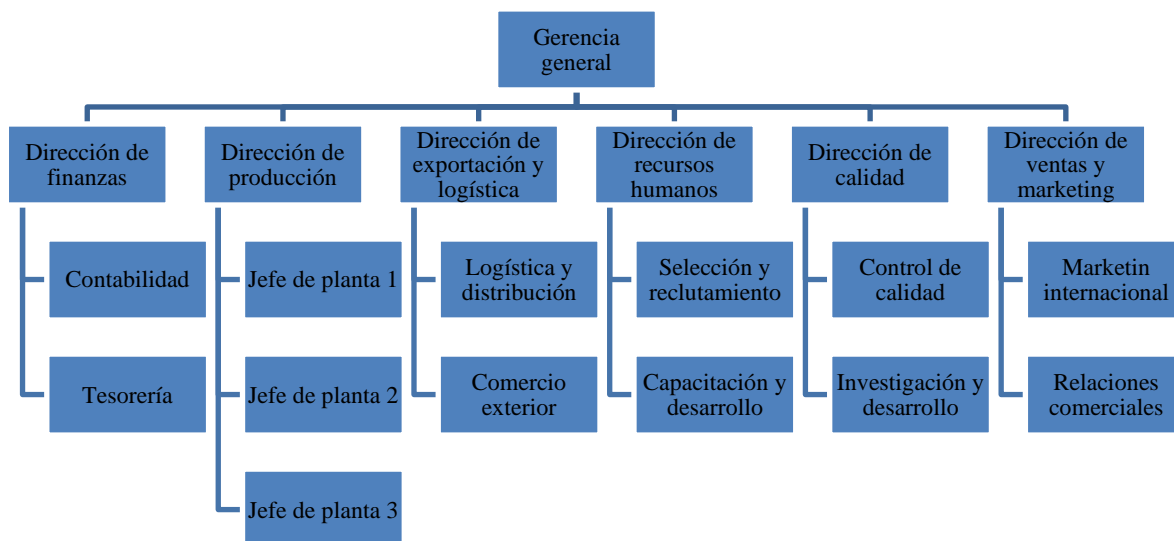 Gerencia
general
Dirección de
finanzas
Contabilidad
Tesorería
Dirección de
producción
Jefe de planta 1
Jefe de planta 2
Jefe de planta 3
Dirección de
exportación y
logística
Logística y
distribución
Comercio
exterior
Dirección de
recursos
humanos
Selección y
reclutamiento
Capacitación y
desarrollo
Dirección de
calidad
Control de
calidad
Investigación y
desarrollo
Dirección de
ventas y
marketing
Marketin
internacional
Relaciones
comerciales